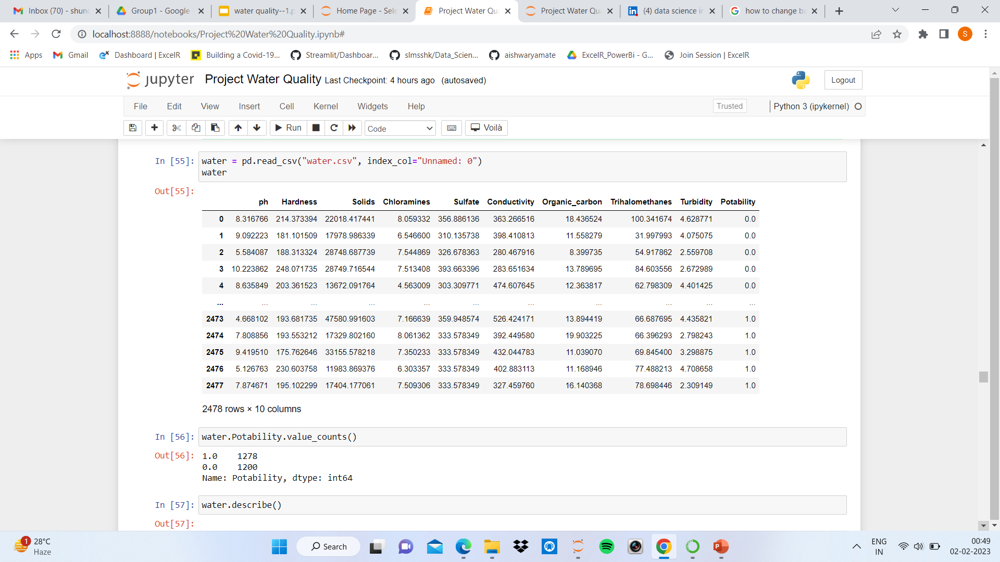 Inbox (70) - shund
Group1 - Google
water quality--1.p
Home Page - Sele
Project Water Qu
Project Water Qu
(4) data science in
how to change ba
localhost:8888/notebooks/Project%20Water%20Quality.ipynb#
S
Apps
Gmail
Dashboard | ExcelR
Building a Covid-19...
Streamlit/Dashboar...
slmsshk/Data_Scien...
aishwaryamate
ExcelR_PowerBi - G...
Join Session | ExcelR
jupyter Project Water Quality Last Checkpoint: 4 hours ago (autosaved)
Logout
File Edit View Insert Cell Kernel Widgets Help
Trusted
Python 3 (ipykernel)
Run
Code
Voilà
In [55]: water = pd.read_csv("water.csv", index_col="Unnamed: 0")
water
Out[55]:
ph Hardness Solids Chloramines Sulfate Conductivity Organic_carbon Trihalomethanes Turbidity Potability
0 8.316766 214.373394 22018.417441 8.059332 356.886136 363.266516 18.436524 100.341674 4.628771 0.0
1 9.092223 181.101509 17978.986339 6.546600 310.135738 398.410813 11.558279 31.997993 4.075075 0.0
2 5.584087 188.313324 28748.687739 7.544869 326.678363 280.467916 8.399735 54.917862 2.559708 0.0
3 10.223862 248.071735 28749.716544 7.513408 393.663396 283.651634 13.789695 84.603556 2.672989 0.0
4 8.635849 203.361523 13672.091764 4.563009 303.309771 474.607645 12.363817 62.798309 4.401425 0.0
... ... ... ... ... ... ... ... ... ... ...
2473 4.668102 193.681735 47580.991603 7.166639 359.948574 526.424171 13.894419 66.687695 4.435821 1.0
2474 7.808856 193.553212 17329.802160 8.061362 333.578349 392.449580 19.903225 66.396293 2.798243 1.0
2475 9.419510 175.762646 33155.578218 7.350233 333.578349 432.044783 11.039070 69.845400 3.298875 1.0
2476 5.126763 230.603758 11983.869376 6.303357 333.578349 402.883113 11.168946 77.488213 4.708658 1.0
2477 7.874671 195.102299 17404.177061 7.509306 333.578349 327.459760 16.140368 78.698446 2.309149 1.0
2478 rows × 10 columns
In [56]: water.Potability.value_counts()
Out[56]: 1.0 1278
0.0 1200
Name: Potability, dtype: int64
In [57]: water.describe()
Out[57]:
1
28°C
Haze
Search
ENG
IN
00:49
02-02-2023